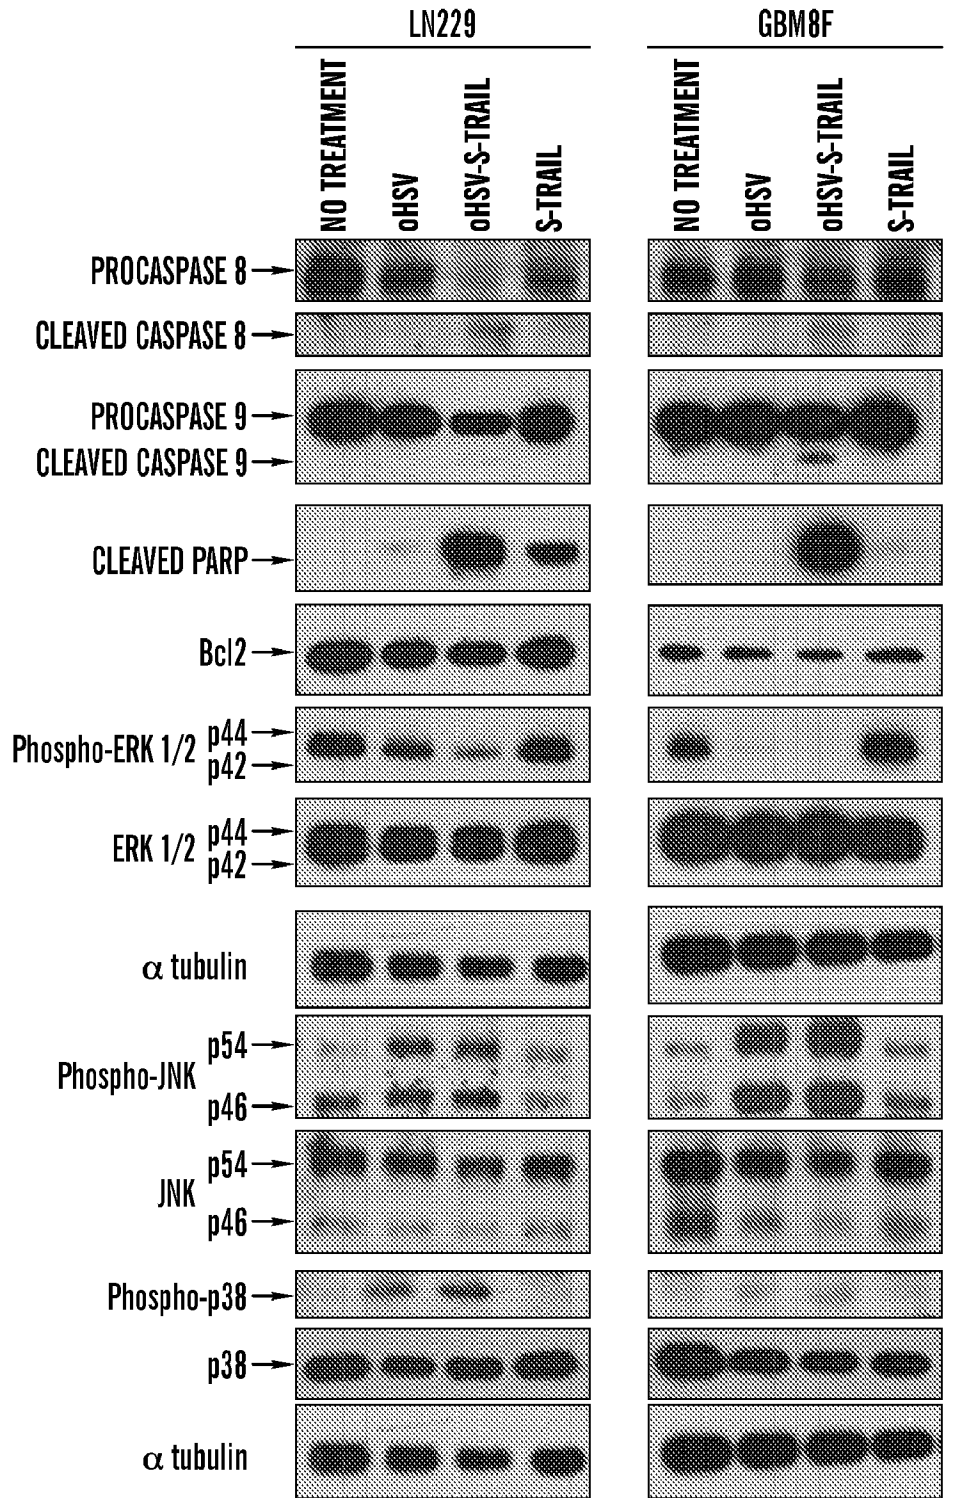 LN229 GBM8F
NO TREATMENT oHSV oHSV-S-TRAIL S-TRAIL NO TREATMENT oHSV oHSV-S-TRAIL S-TRAIL
PROCASPASE 8
CLEAVED CASPASE 8
PROCASPASE 9
CLEAVED CASPASE 9
CLEAVED PARP
Bcl2
p44
Phospho-ERK 1/2
p42
p44
ERK 1/2
p42
α tubulin
p54
Phospho-JNK
p46
p54
JNK
p46
Phospho-p38
p38
α tubulin